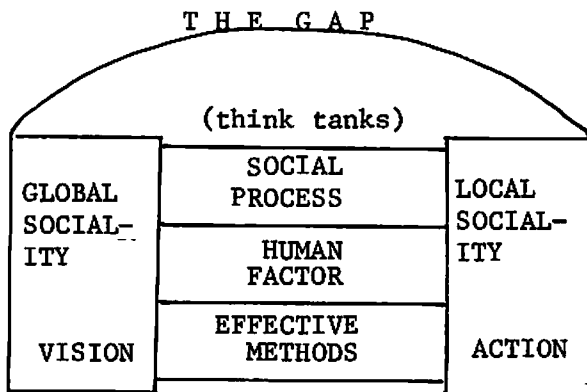 THE GAP
(think tanks)
GLOBAL
SOCIAL-
ITY
VISION
SOCIAL
PROCESS
HUMAN
FACTOR
EFFECTIVE
METHODS
LOCAL
SOCIAL-
ITY
ACTION